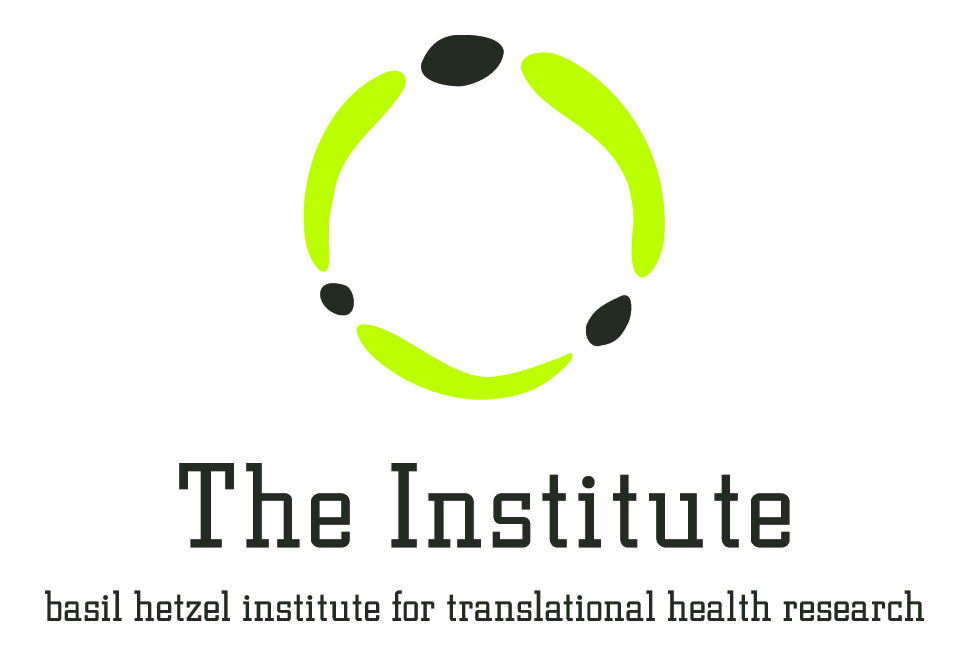 The Institute
basil hetzel institute for translational health research